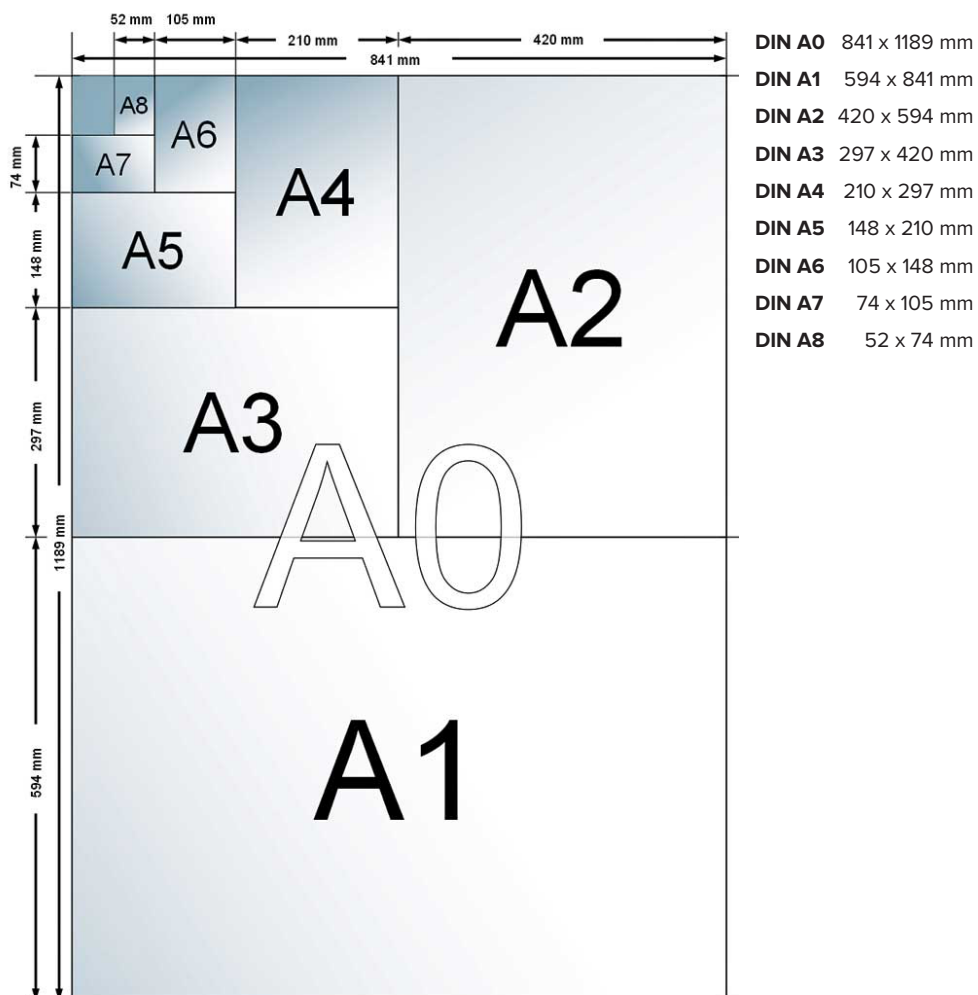 52 mm 105 mm
210 mm
420 mm
841 mm
DIN A0 841 x 1189 mm
DIN A1 594 x 841 mm
DIN A2 420 x 594 mm
DIN A3 297 x 420 mm
DIN A4 210 x 297 mm
DIN A5 148 x 210 mm
DIN A6 105 x 148 mm
DIN A7 74 x 105 mm
DIN A8 52 x 74 mm
A8
A6
A7
A4
A5
A2
A3
A0
A1
74 mm
148 mm
297 mm
1189 mm
594 mm